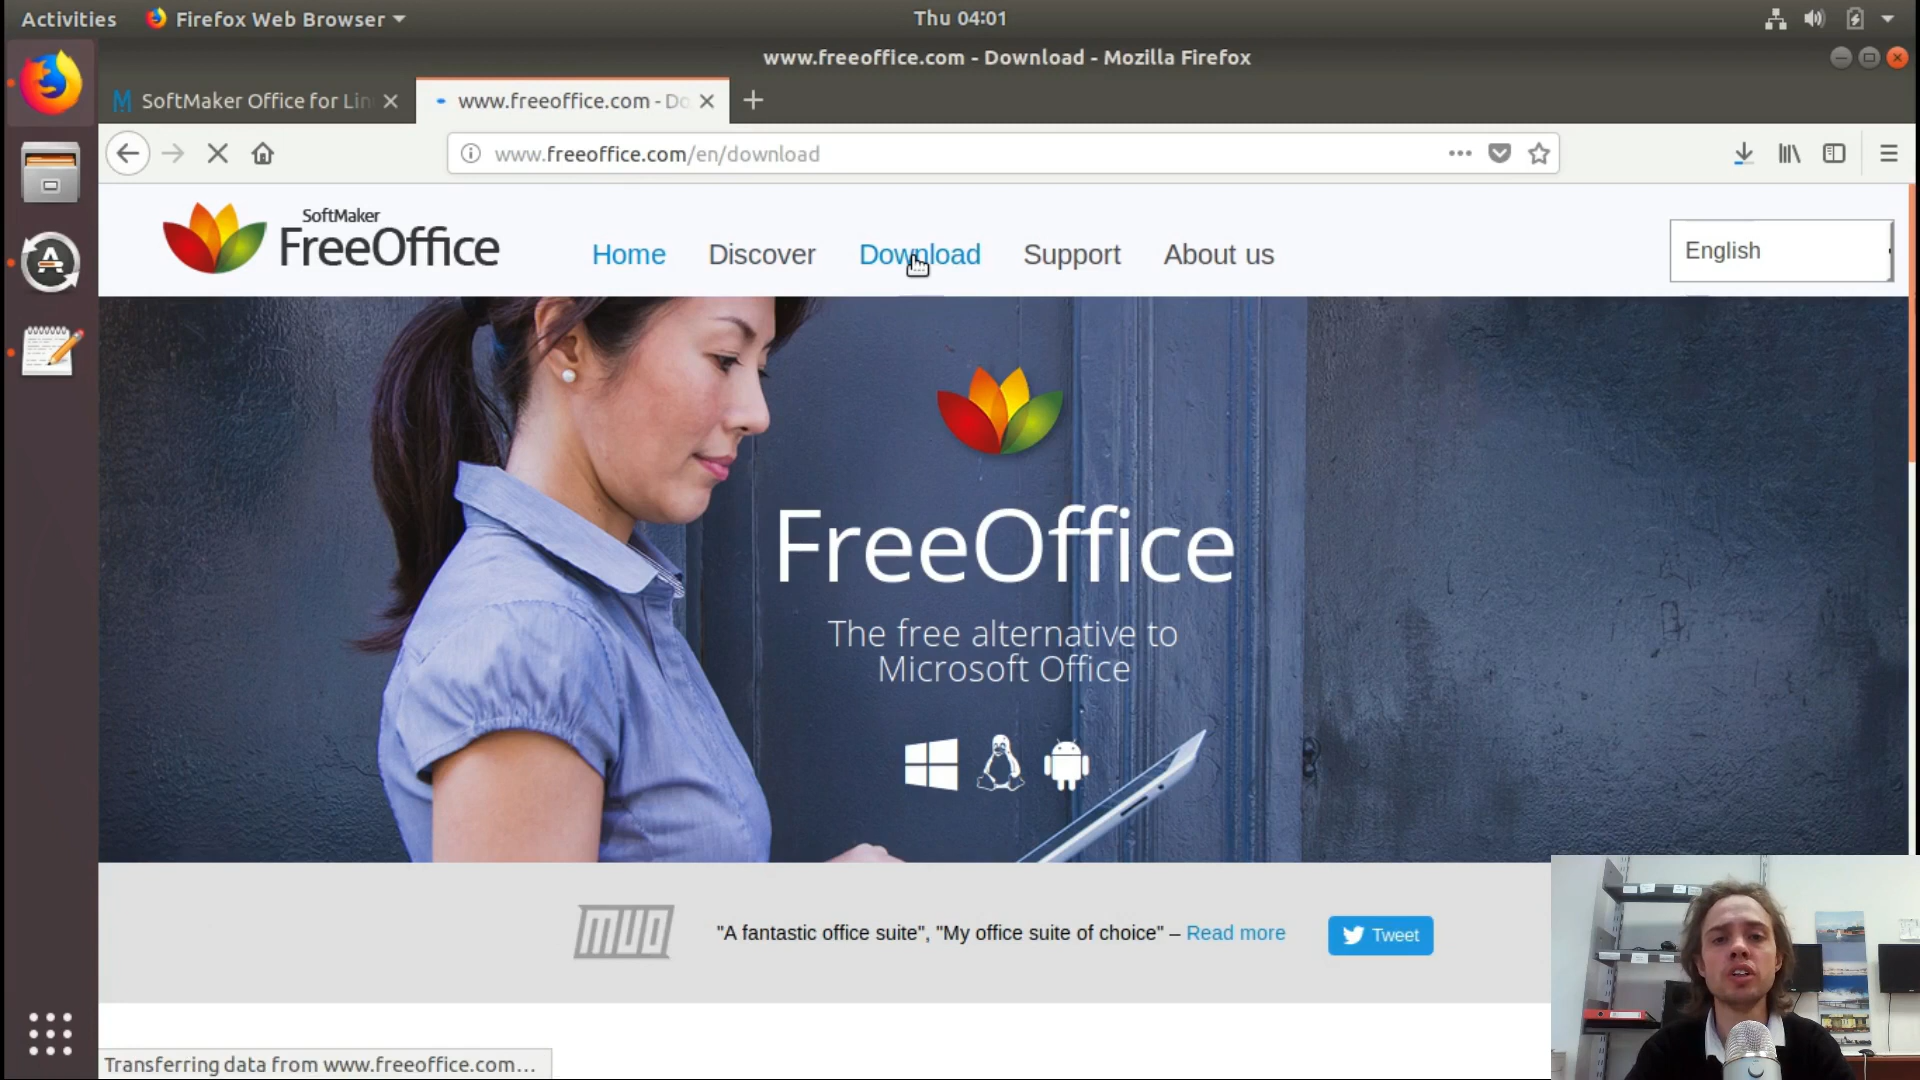 Activities
Firefox Web Browser
Thu 04:01
www.freeoffice.com - Download - Mozilla Firefox
SoftMaker Office for Lin
www.freeoffice.com - Do
www.freeoffice.com/en/download
SoftMaker
FreeOffice
Home
Discover
Download
Support
About us
English
FreeOffice
The free alternative to
Microsoft Office
MUO
"A fantastic office suite", "My office suite of choice" – Read more
Tweet
Transferring data from www.freeoffice.com...